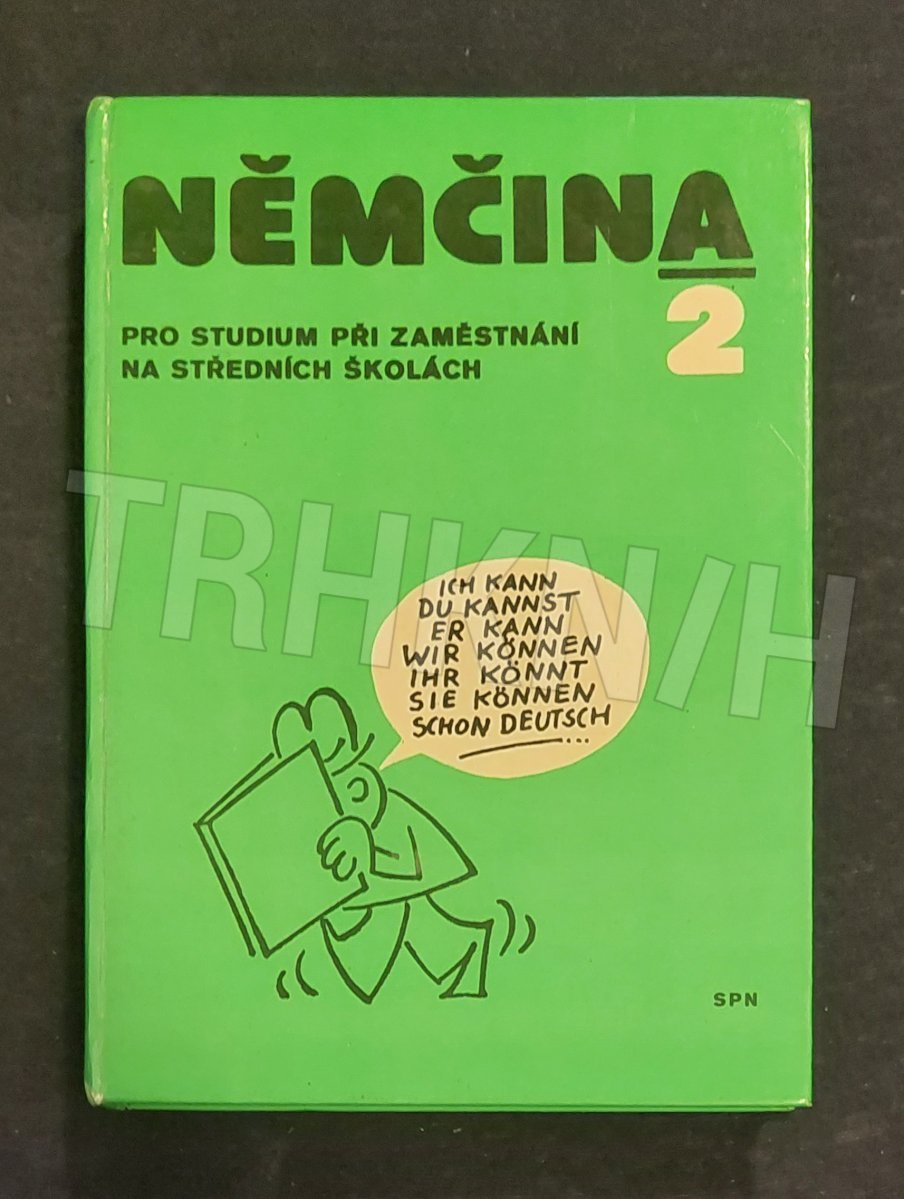 NĚMČINA
2
PRO STUDIUM PŘI ZAMĚSTNÁNÍ
NA STŘEDNÍCH ŠKOLÁCH
TRHKNIH
ICH KANN
DU KANNST
ER KANN
WIR KÖNNEN
IHR KÖNNT
SIE KÖNNEN
SCHON DEUTSCH
...
SPN